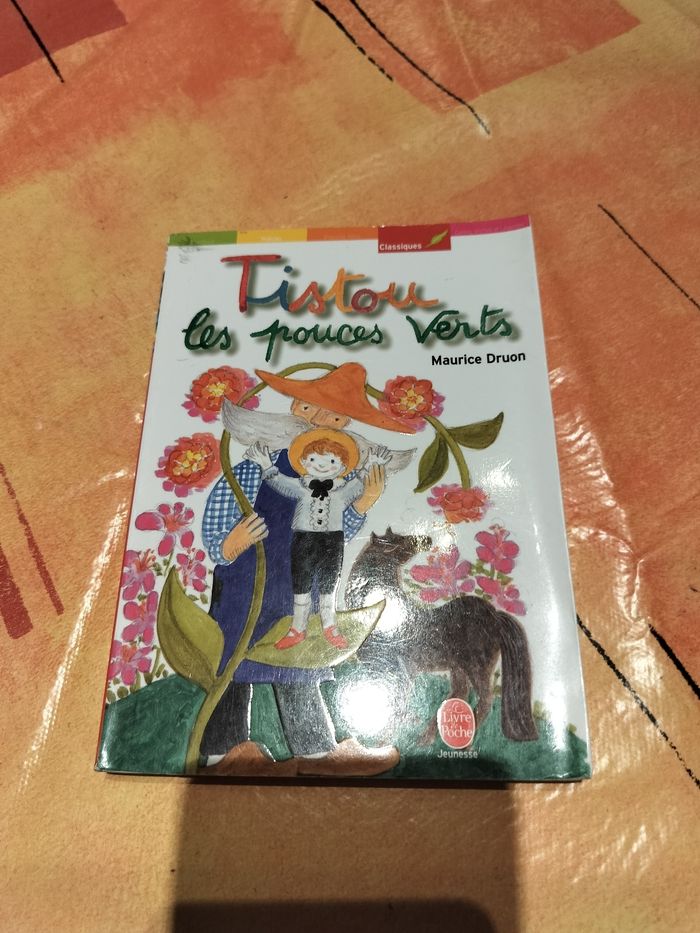 Classiques
Tistou
les pouces verts
Maurice Druon
Le
Livre
de
Poche
Jeunesse